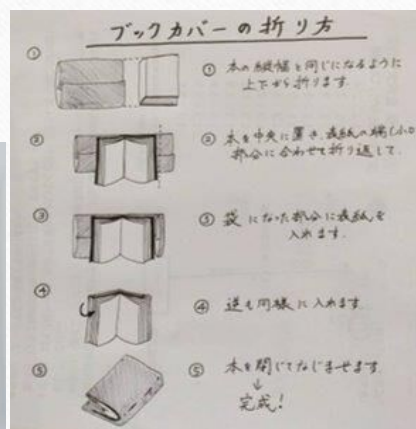 ブックカバーの折り方
① 本の縦幅と同じになるように
上下から折ります。
② 本を中央に置き、表紙の端(小口
部分に合わせて折り返して。
③ 袋になった部分に表紙を
入れます。
④ 逆も同様に入れます。
⑤ 本を閉じてなじませます。
↓
完成!
①
②
③
④
⑤